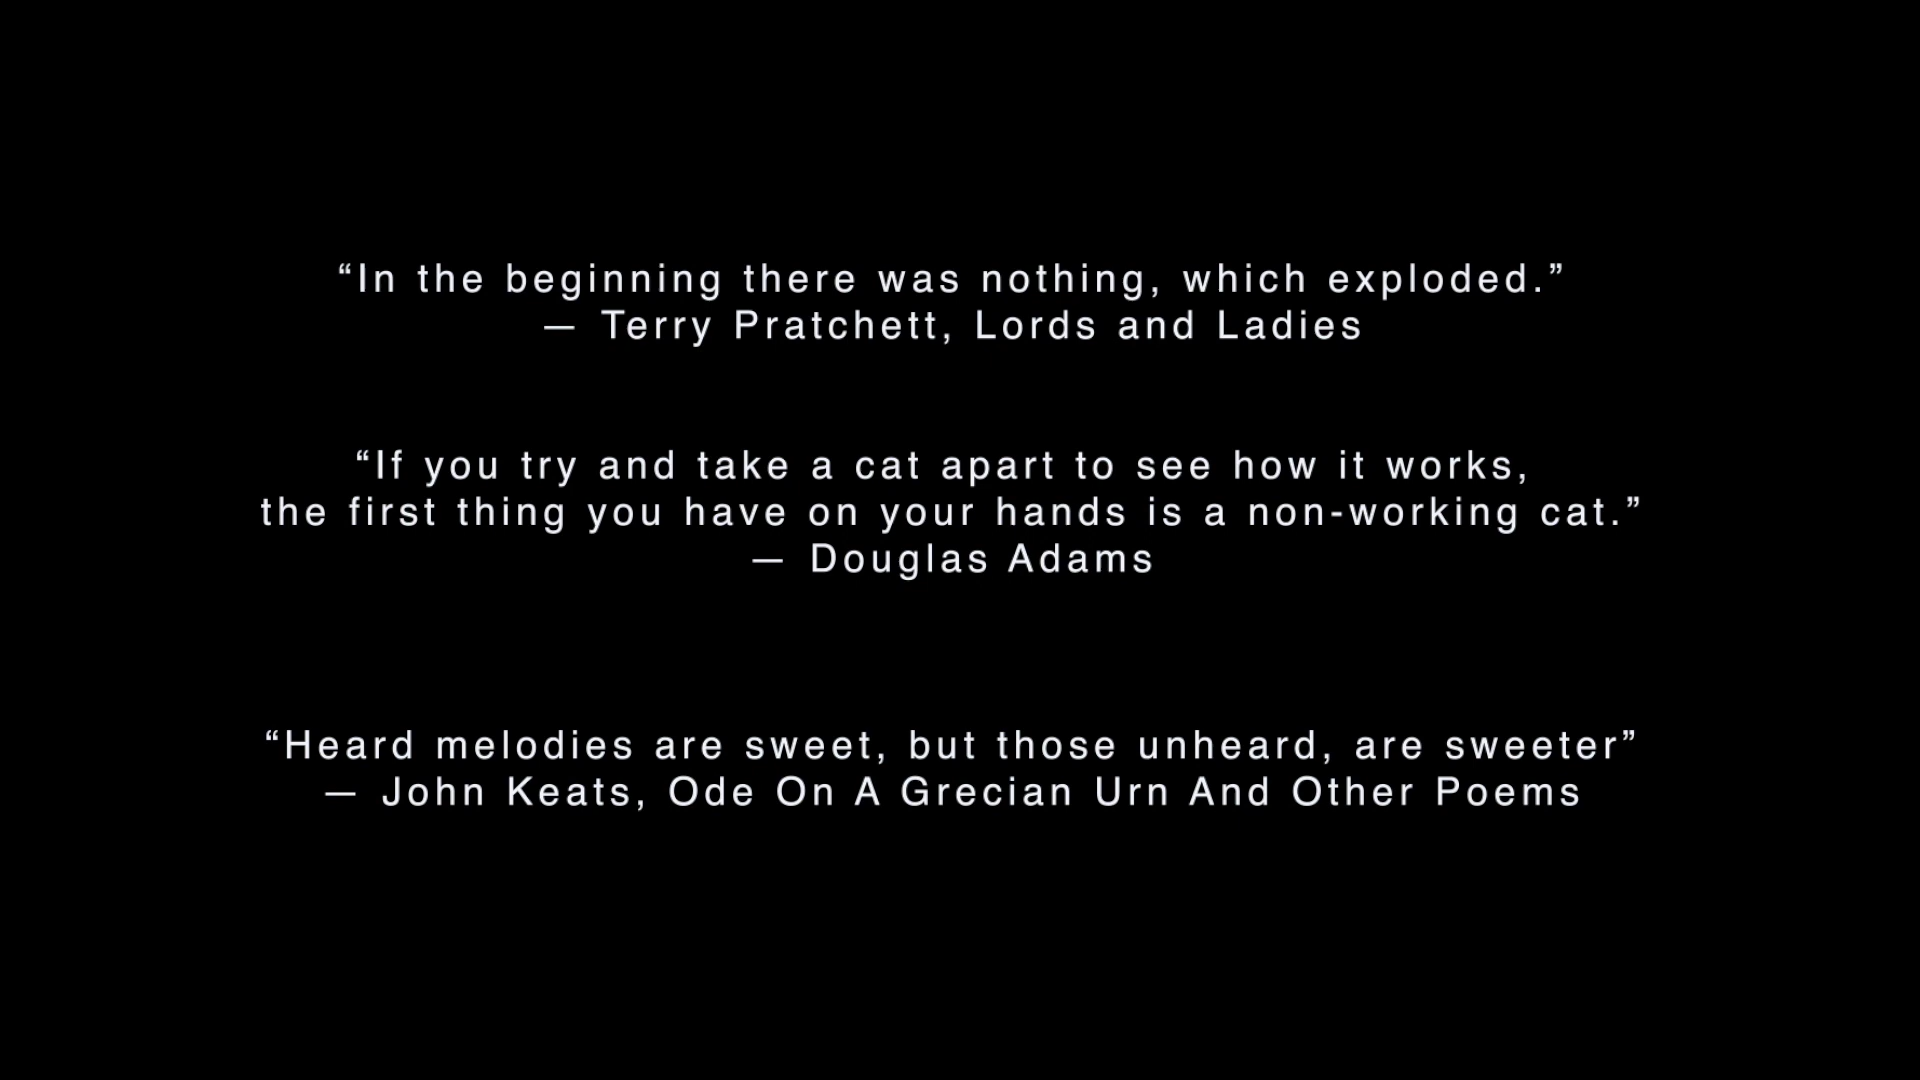 “In the beginning there was nothing, which exploded.”
— Terry Pratchett, Lords and Ladies
“If you try and take a cat apart to see how it works,
the first thing you have on your hands is a non-working cat.”
— Douglas Adams
“Heard melodies are sweet, but those unheard, are sweeter”
— John Keats, Ode On A Grecian Urn And Other Poems